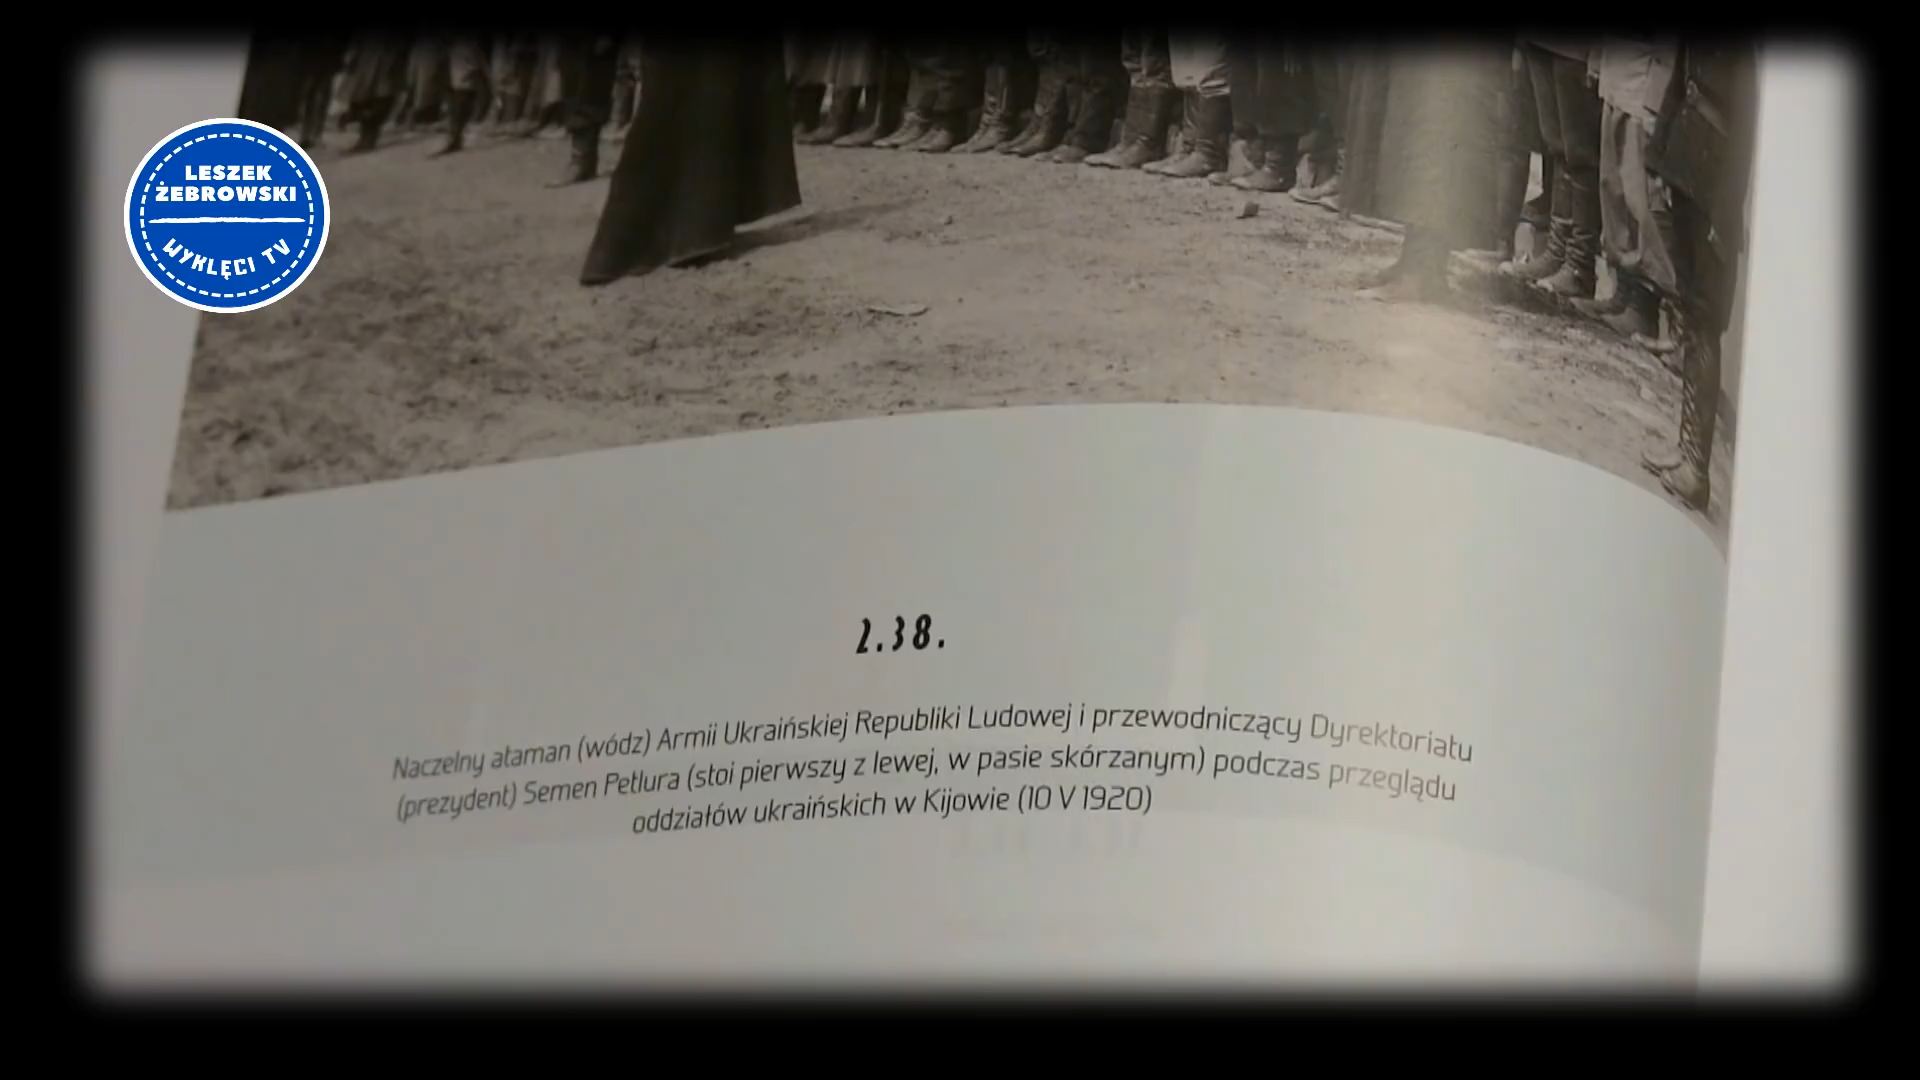 LESZEK
ŻEBROWSKI
WYKLĘCI TV
2.38.
Naczelny ataman (wódz) Armii Ukraińskiej Republiki Ludowej i przewodniczący Dyrektoriatu
(prezydent) Semen Petlura (stoi pierwszy z lewej, w pasie skórzanym) podczas przeglądu
oddziałów ukraińskich w Kijowie (10 V 1920)